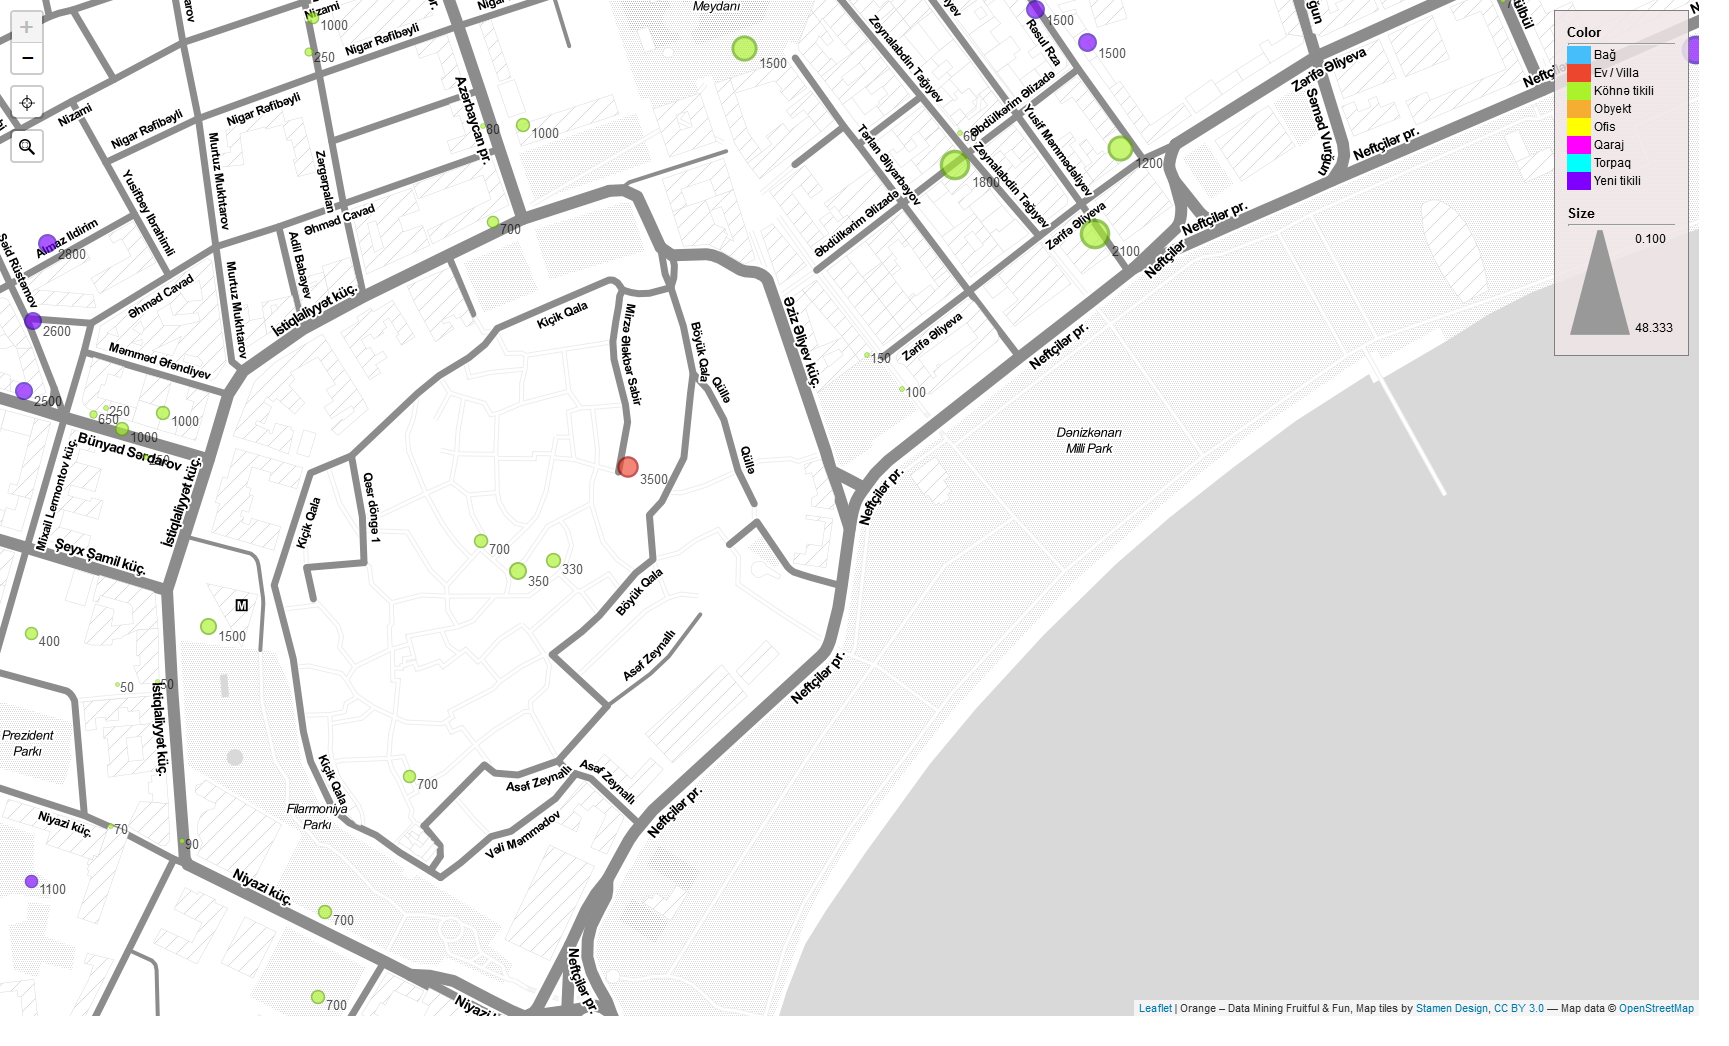 +
−
Meydanı
Nizami
1000
250
Nigar Rəfibəyli
1500
1500
1500
Rəsul Rza
Zeynalabdin Tağıyev
Zərifə Əliyeva
Color
Bağ
Ev / Villa
Köhnə tikili
Obyekt
Ofis
Qaraj
Torpaq
Yeni tikili
Size
0.100
48.333
Nizami
Nigar Rəfibəyli
Nigar Rəfibəyli
Azərbaycan pr.
80
1000
60
Əbdülkərim Əlizadə
Yusif Məmmədəliyev
Səməd Vurğun
Neftçilər pr.
Murtuz Mukhtarov
Zərgərpalan
Tərlan Əliyarbəyov
Zeynalabdin Tağıyev
1200
1800
Yusifbəy Ibrahimli
Əhməd Cavad
Əbdülkərim Əlizadə
Zərifə Əliyeva
Neftçilər pr.
Almaz Ildirim
2800
700
2100
Neftçilər
Səid Rüstəmov
Adil Babayev
Murtuz Mukhtarov
Əhməd Cavad
İstiqlaliyyət küç.
Kiçik Qala
Mirzə Ələkbər Sabir
Böyük Qala
Əziz Əliyev küç.
2600
Zərifə Əliyeva
Neftçilər pr.
Məmməd Əfəndiyev
150
100
Qüllə
2500
250
650
1000
1000
Bünyad Sərdarov
Dənizkənarı
Milli Park
Mixail Lermontov küç.
İstiqlaliyyət küç.
Qəsr döngə 1
Kiçik Qala
3500
Qüllə
Neftçilər pr.
Şeyx Şamil küç.
700
350
330
Böyük Qala
M
1500
400
Asəf Zeynallı
50
50
İstiqlaliyyət küç.
Neftçilər pr.
Prezident
Parkı
Kiçik Qala
700
Asəf Zeynallı
Asəf Zeynallı
Filarmoniya
Parkı
Niyazi küç.
70
90
Vəli Məmmədov
Neftçilər pr.
1100
Niyazi küç.
700
700
Neftçilər pr.
Leaflet | Orange – Data Mining Fruitful & Fun, Map tiles by Stamen Design, CC BY 3.0 — Map data © OpenStreetMap